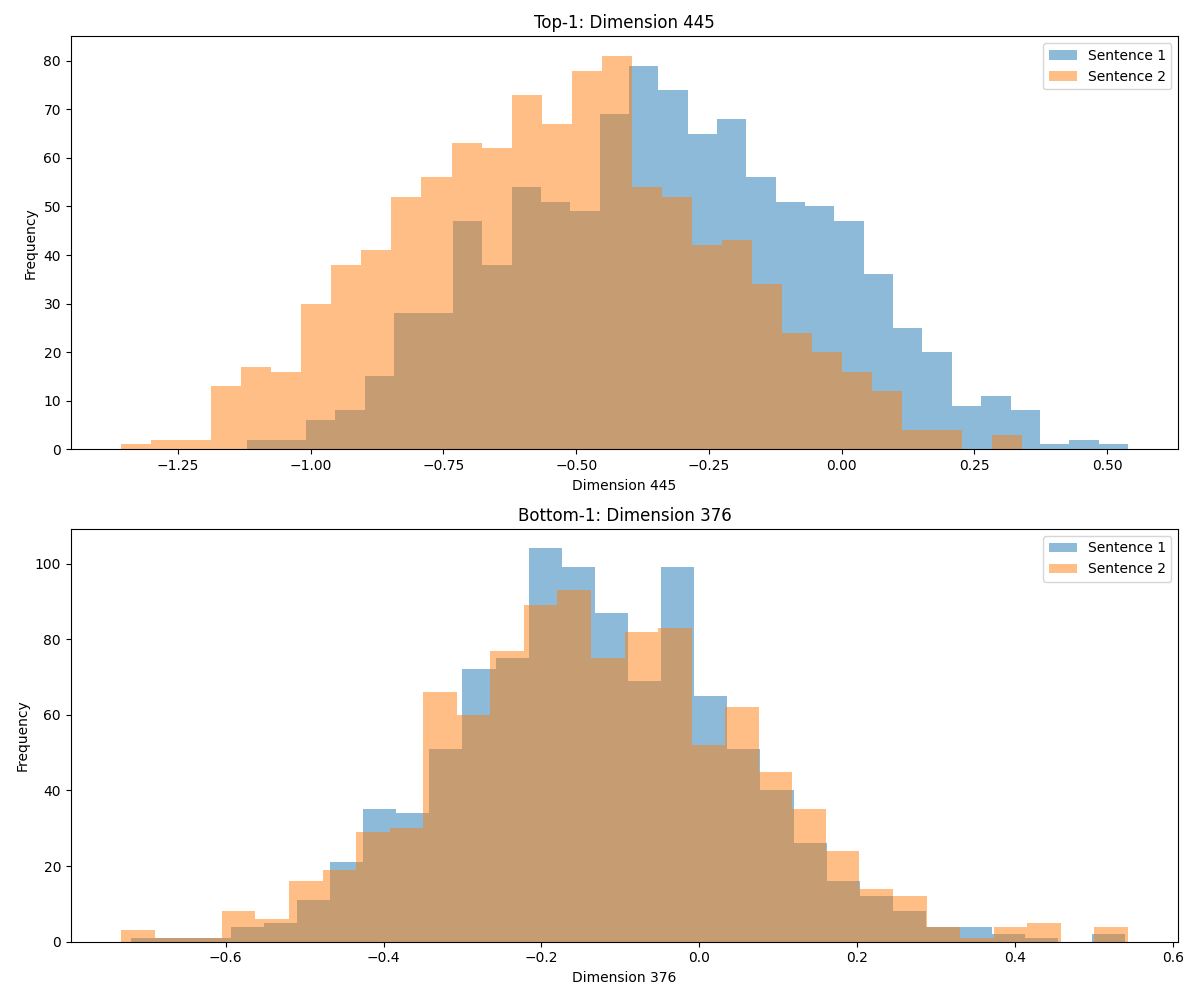 Top-1: Dimension 445
Sentence 1
Sentence 2
80
70
60
50
40
30
20
10
0
Frequency
−1.25 −1.00 −0.75 −0.50 −0.25 0.00 0.25 0.50
Dimension 445
Bottom-1: Dimension 376
Sentence 1
Sentence 2
100
80
60
40
20
0
Frequency
−0.6 −0.4 −0.2 0.0 0.2 0.4 0.6
Dimension 376